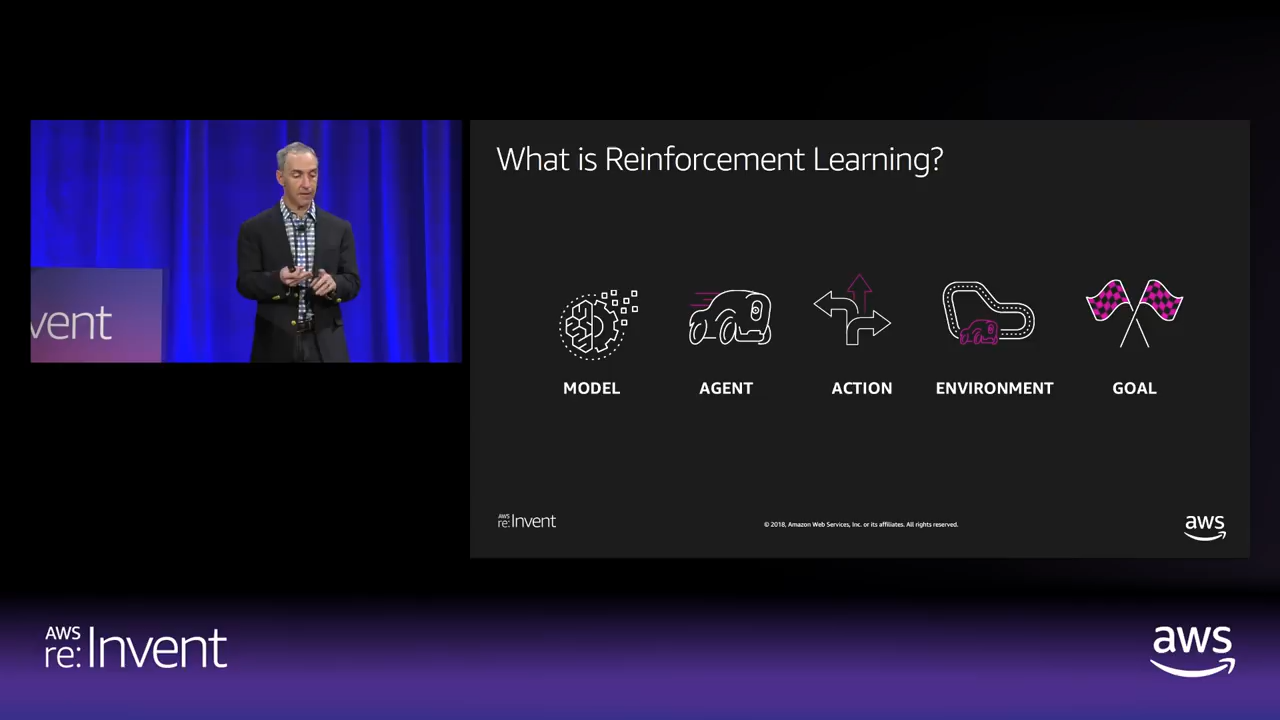 What is Reinforcement Learning?
vent
MODEL
AGENT
ACTION
ENVIRONMENT
GOAL
AWS
re:Invent
© 2018, Amazon Web Services, Inc. or its affiliates. All rights reserved.
aws
AWS
re:Invent
aws